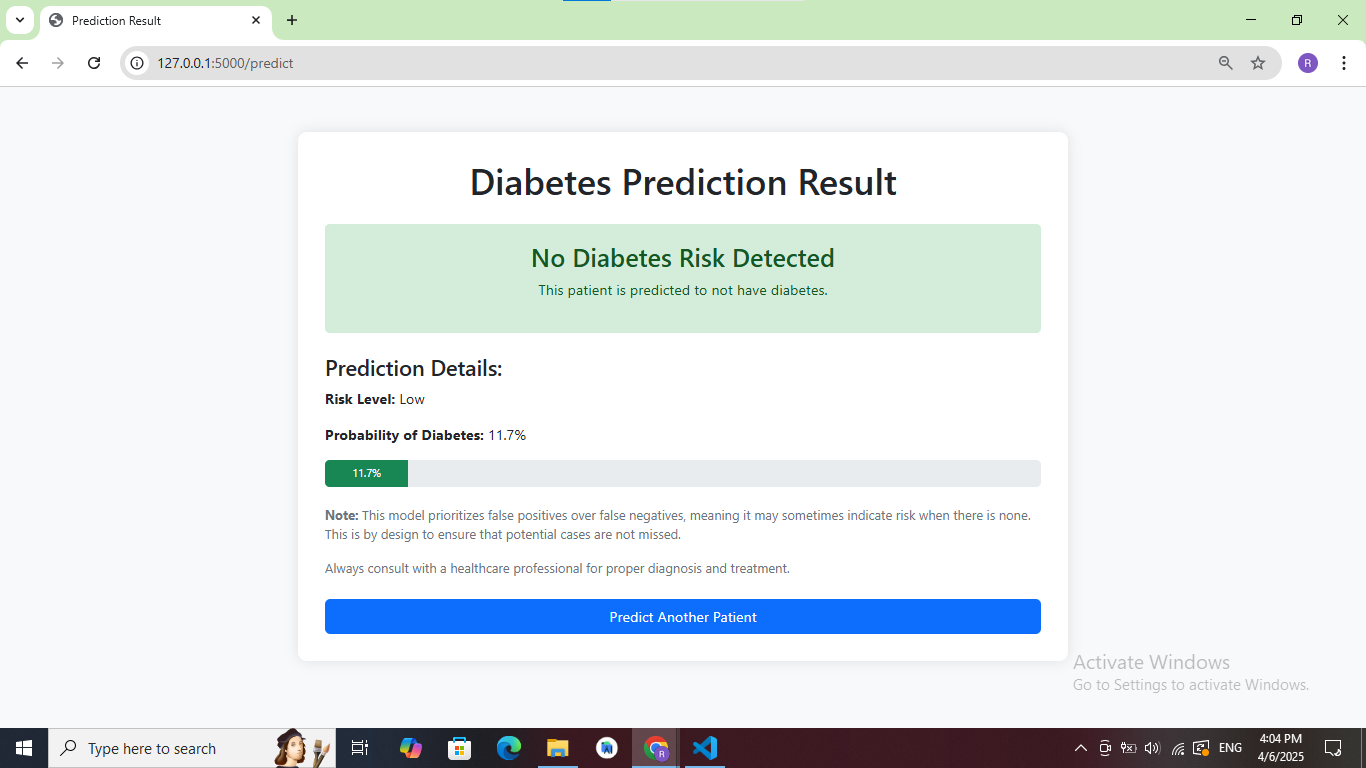 Prediction Result
127.0.0.1:5000/predict
R
Diabetes Prediction Result
No Diabetes Risk Detected
This patient is predicted to not have diabetes.
Prediction Details:
Risk Level: Low
Probability of Diabetes: 11.7%
11.7%
Note: This model prioritizes false positives over false negatives, meaning it may sometimes indicate risk when there is none.
This is by design to ensure that potential cases are not missed.
Always consult with a healthcare professional for proper diagnosis and treatment.
Predict Another Patient
Activate Windows
Go to Settings to activate Windows.
Type here to search
R
ENG
4:04 PM
4/6/2025